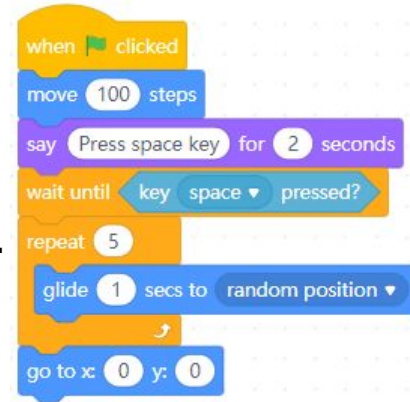 when clicked
move 100 steps
say Press space key for 2 seconds
wait until key space pressed?
repeat 5
glide 1 secs to random position
go to x: 0 y: 0